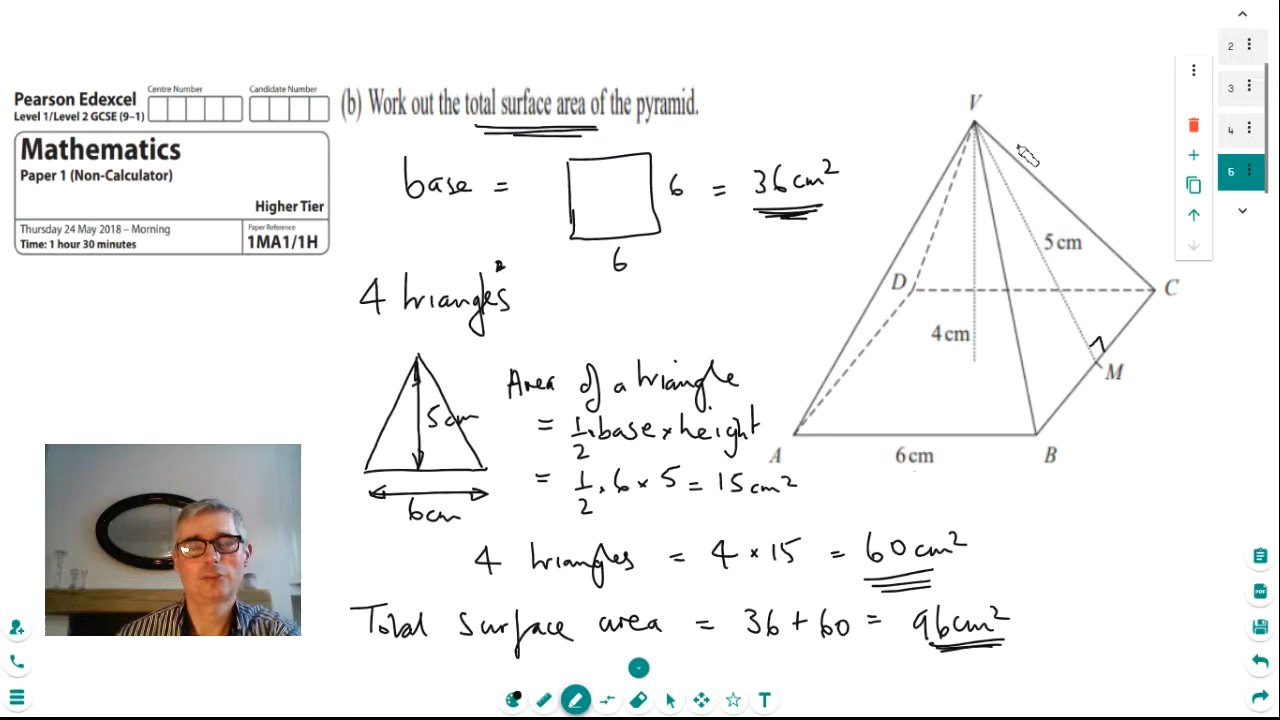 Pearson Edexcel
Level 1/Level 2 GCSE (9–1)
Centre Number
Candidate Number
Mathematics
Paper 1 (Non-Calculator)
Higher Tier
Thursday 24 May 2018 – Morning
Time: 1 hour 30 minutes
Paper Reference
1MA1/1H
(b) Work out the total surface area of the pyramid.
base = 6 = 36cm²
6
4 triangles
5cm
6cm
Area of a triangle
= 1/2 . base × height
= 1/2 . 6 × 5 = 15cm²
4 triangles = 4 × 15 = 60cm²
Total surface area = 36 + 60 = 96cm²
V
5 cm
D
C
4 cm
M
A
6 cm
B
2
3
4
5
PDF
T